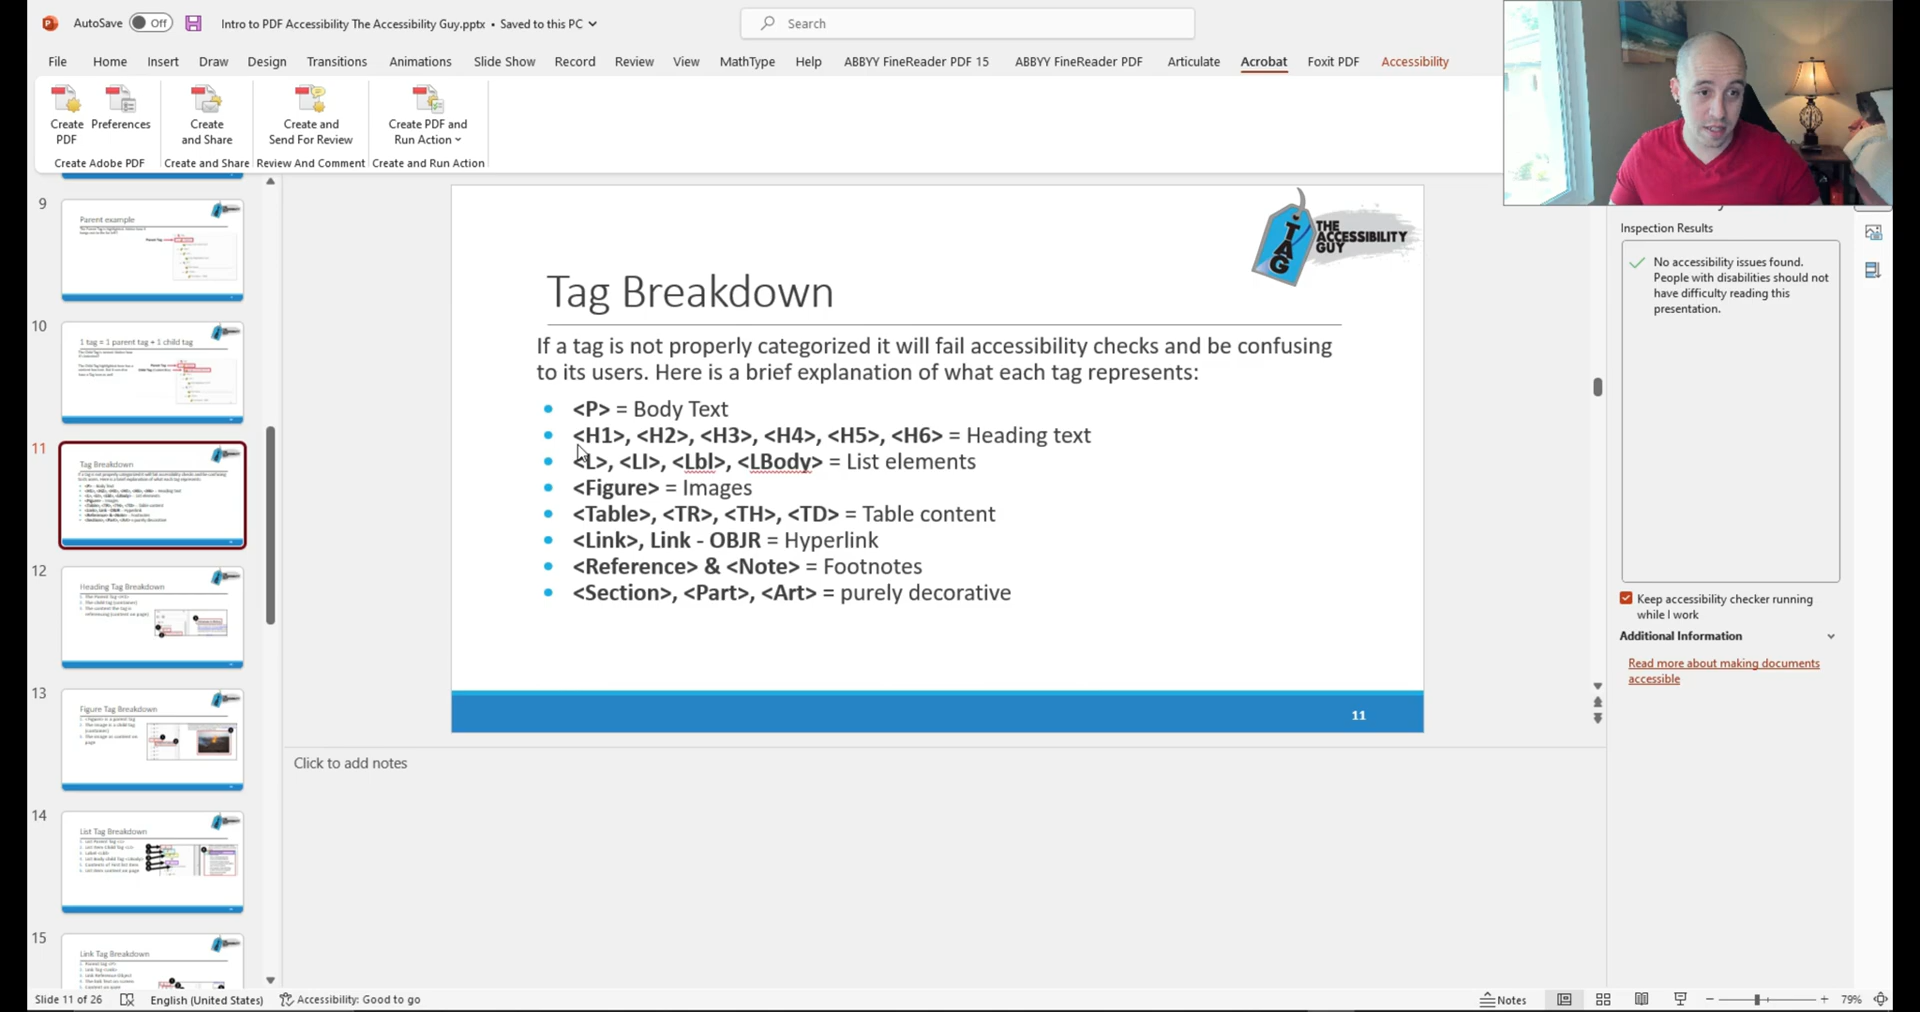 AutoSave Off Intro to PDF Accessibility The Accessibility Guy.pptx • Saved to this PC Search
File Home Insert Draw Design Transitions Animations Slide Show Record Review View MathType Help ABBYY FineReader PDF 15 ABBYY FineReader PDF Articulate Acrobat Foxit PDF Accessibility
Create PDF
Preferences
Create and Share
Create and Send For Review
Create PDF and Run Action
Create Adobe PDF Create and Share Review And Comment Create and Run Action
9
Parent example
10
1 tag = 1 parent tag + 1 child tag
11
Tag Breakdown
12
Heading Tag Breakdown
13
Figure Tag Breakdown
14
List Tag Breakdown
15
Link Tag Breakdown
TAG
THE
ACCESSIBILITY
GUY
Tag Breakdown
If a tag is not properly categorized it will fail accessibility checks and be confusing
to its users. Here is a brief explanation of what each tag represents:
• <P> = Body Text
• <H1>, <H2>, <H3>, <H4>, <H5>, <H6> = Heading text
• <L>, <LI>, <Lbl>, <LBody> = List elements
• <Figure> = Images
• <Table>, <TR>, <TH>, <TD> = Table content
• <Link>, Link - OBJR = Hyperlink
• <Reference> & <Note> = Footnotes
• <Section>, <Part>, <Art> = purely decorative
11
Click to add notes
Inspection Results
No accessibility issues found.
People with disabilities should not
have difficulty reading this
presentation.
Keep accessibility checker running
while I work
Additional Information
Read more about making documents
accessible
Slide 11 of 26 English (United States) Accessibility: Good to go Notes 79%